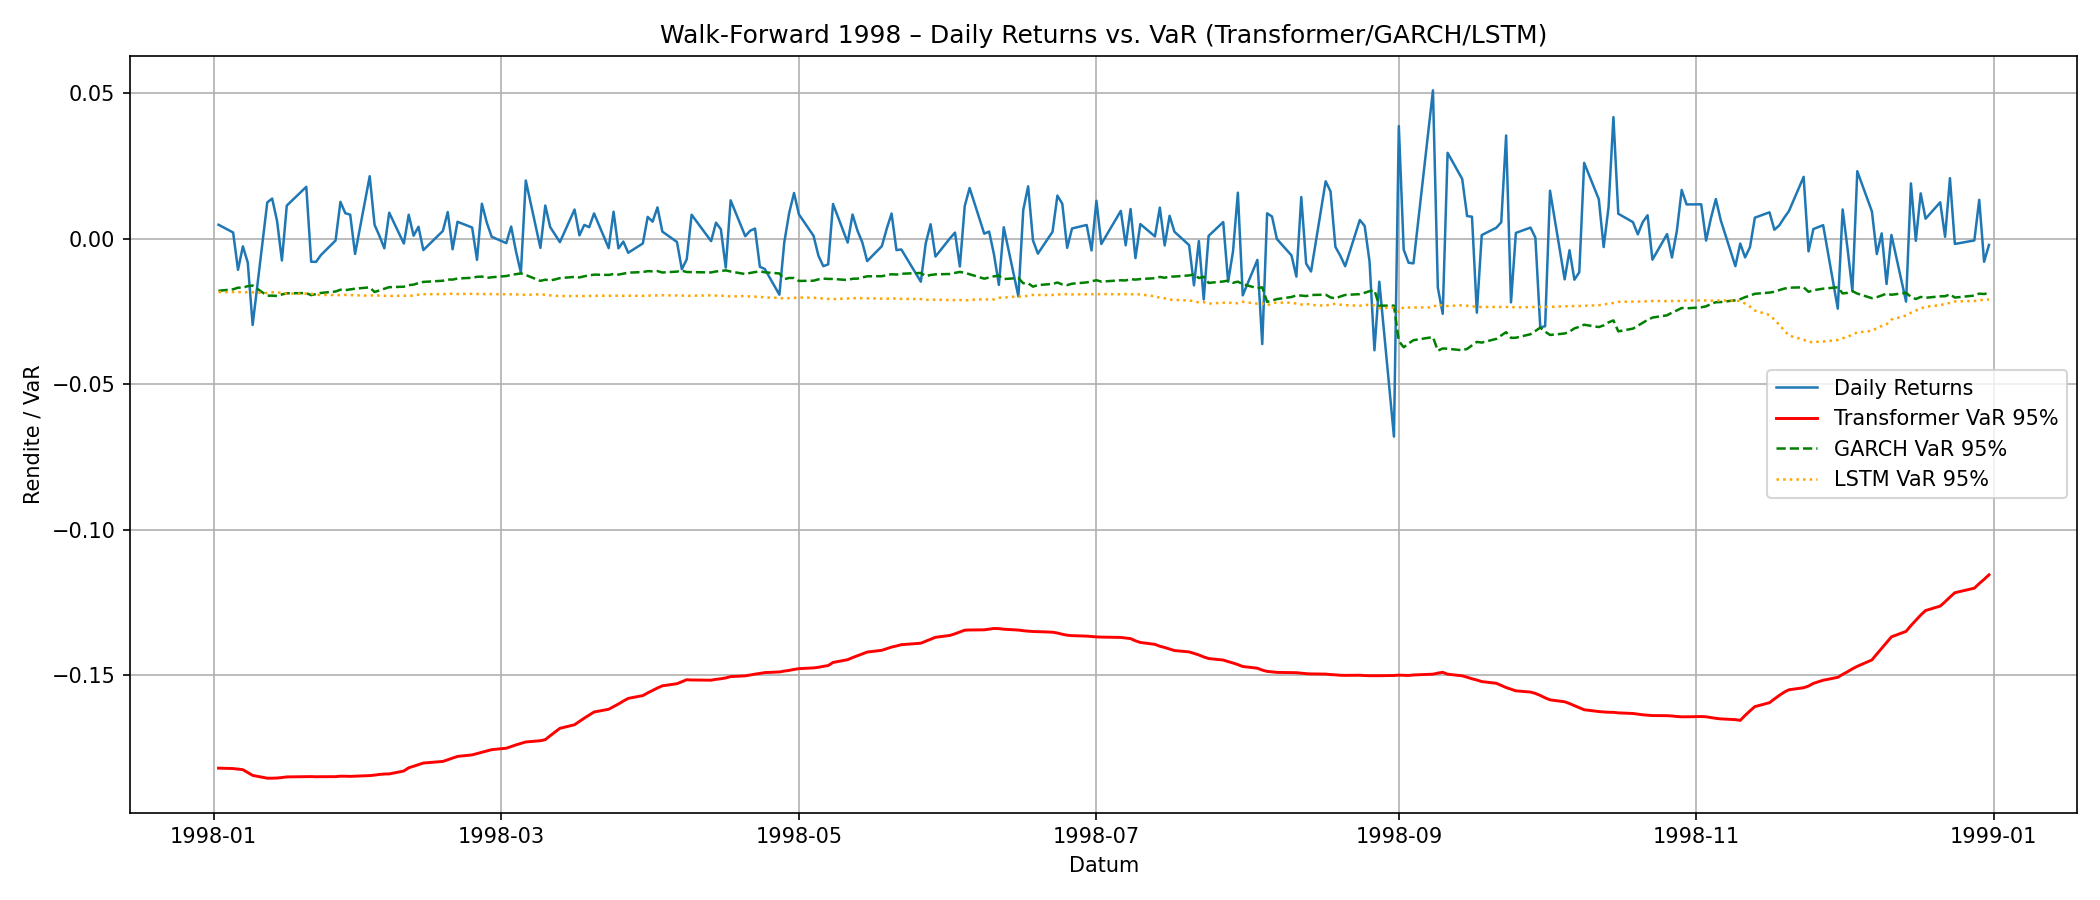 Walk-Forward 1998 – Daily Returns vs. VaR (Transformer/GARCH/LSTM)
Rendite / VaR
0.05
0.00
−0.05
−0.10
−0.15
Daily Returns
Transformer VaR 95%
GARCH VaR 95%
LSTM VaR 95%
1998-01 1998-03 1998-05 1998-07 1998-09 1998-11 1999-01
Datum